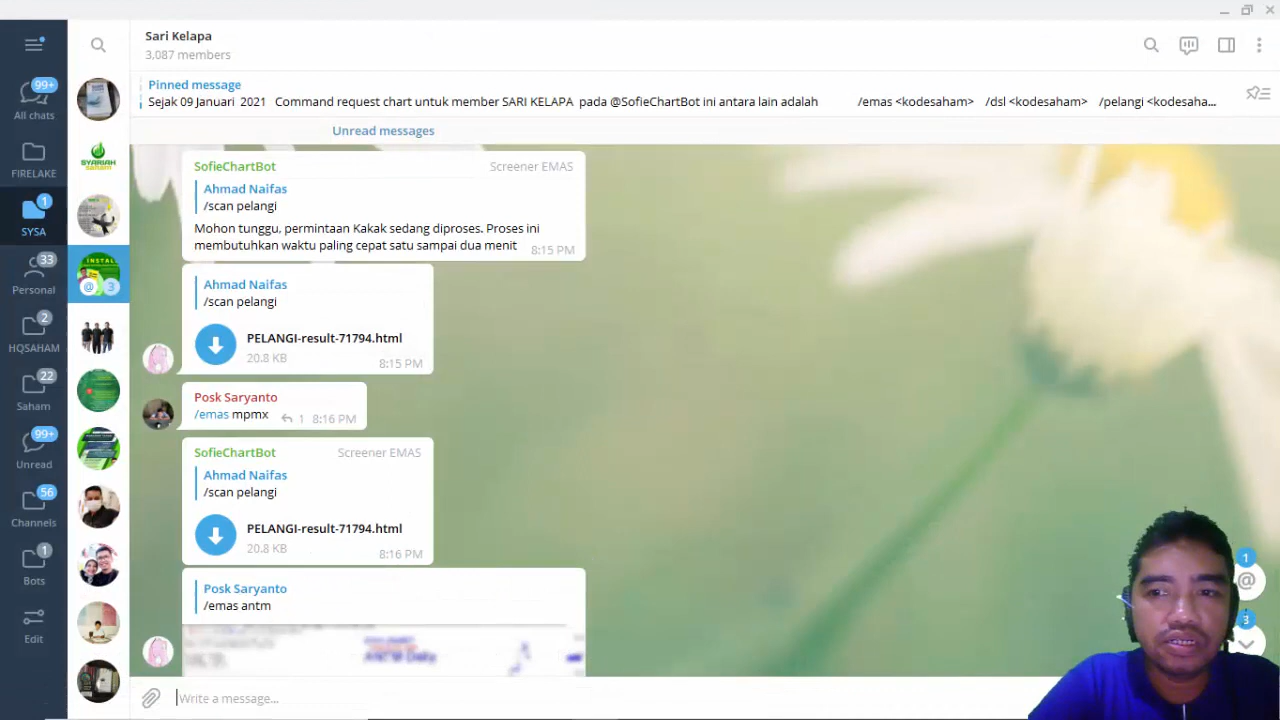 Sari Kelapa
3,087 members
Pinned message
Sejak 09 Januari 2021 Command request chart untuk member SARI KELAPA pada @SofieChartBot ini antara lain adalah /emas <kodesaham> /dsl <kodesaham> /pelangi <kodesaha...
99+
All chats
FIRELAKE
1
SYSA
33
Personal
2
HQSAHAM
22
Saham
99+
Unread
56
Channels
1
Bots
Edit
SYARIAH
saham
INSTAL
@ 3
Unread messages
SofieChartBot Screener EMAS
Ahmad Naifas
/scan pelangi
Mohon tunggu, permintaan Kakak sedang diproses. Proses ini
membutuhkan waktu paling cepat satu sampai dua menit 8:15 PM
Ahmad Naifas
/scan pelangi
PELANGI-result-71794.html
20.8 KB 8:15 PM
Posk Saryanto
/emas mpmx 1 8:16 PM
SofieChartBot Screener EMAS
Ahmad Naifas
/scan pelangi
PELANGI-result-71794.html
20.8 KB 8:16 PM
Posk Saryanto
/emas antm
1
@
3
Write a message...